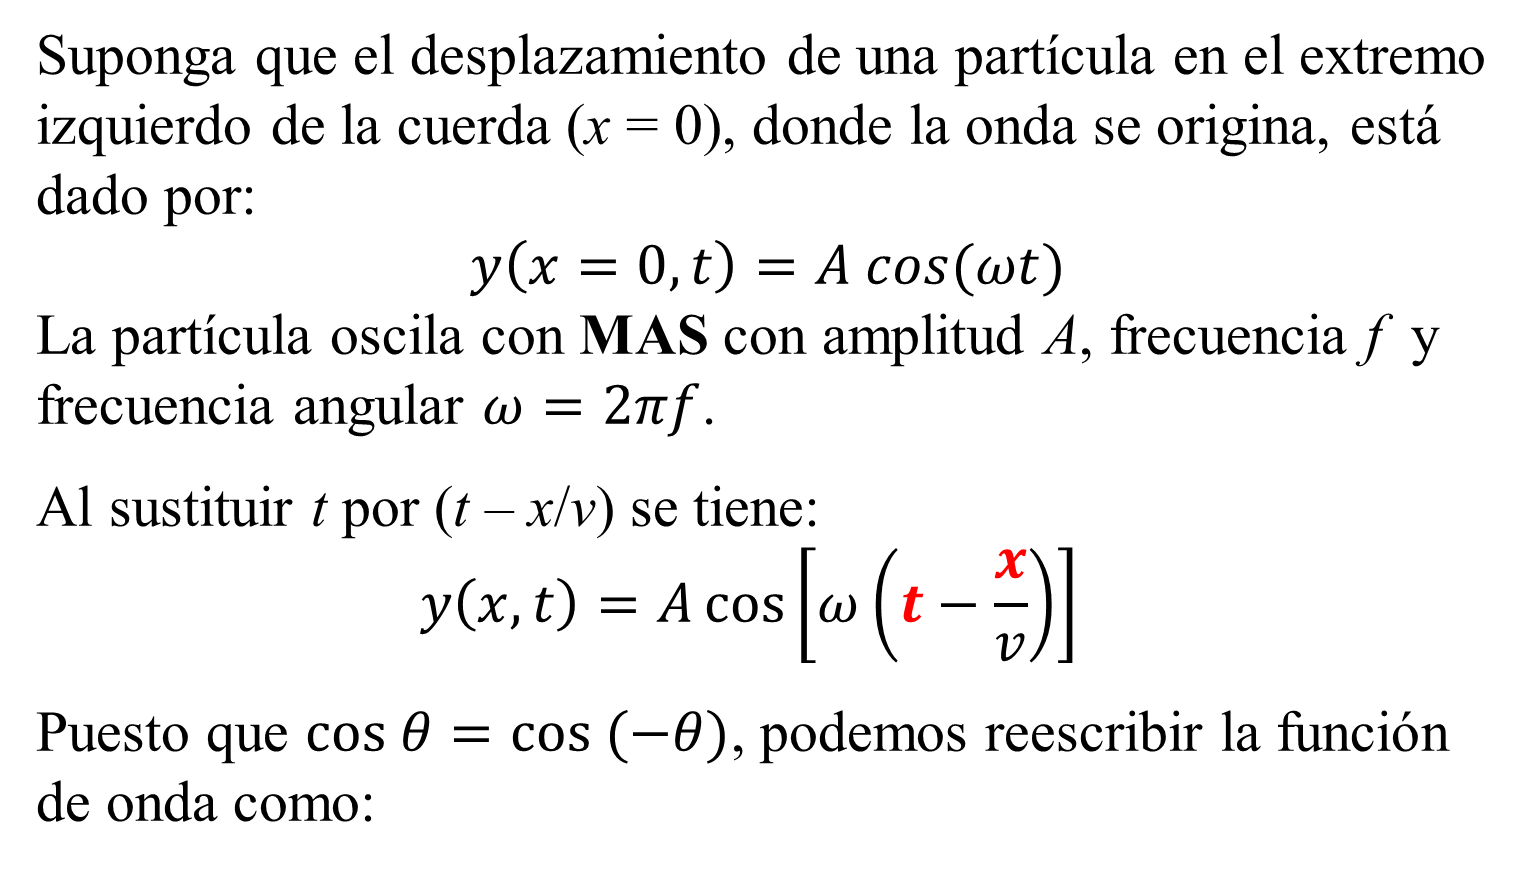 Suponga que el desplazamiento de una partícula en el extremo
izquierdo de la cuerda (x = 0), donde la onda se origina, está
dado por:
y(x = 0, t) = A cos(ωt)
La partícula oscila con MAS con amplitud A, frecuencia f y
frecuencia angular ω = 2πf.
Al sustituir t por (t – x/v) se tiene:
y(x, t) = A cos [ω (t − x/v)]
Puesto que cos θ = cos (−θ), podemos reescribir la función
de onda como: